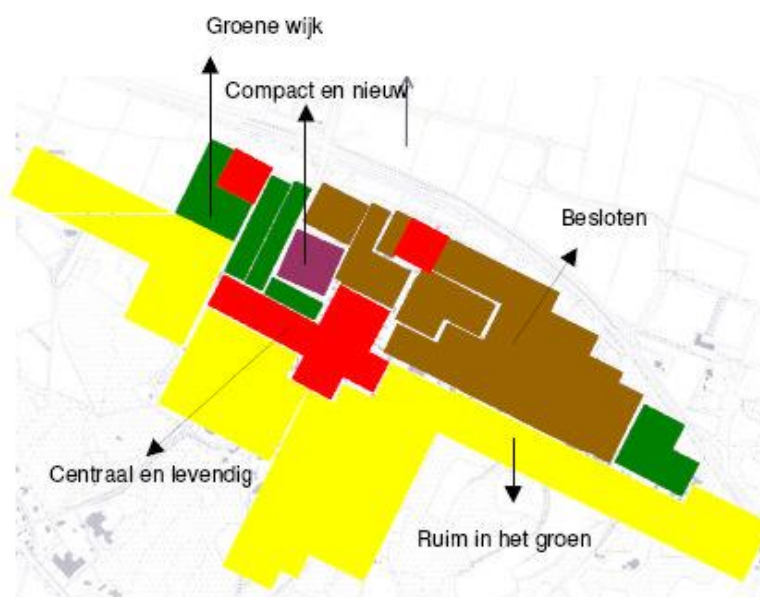 Groene wijk
Compact en nieuw
Besloten
Centraal en levendig
Ruim in het groen